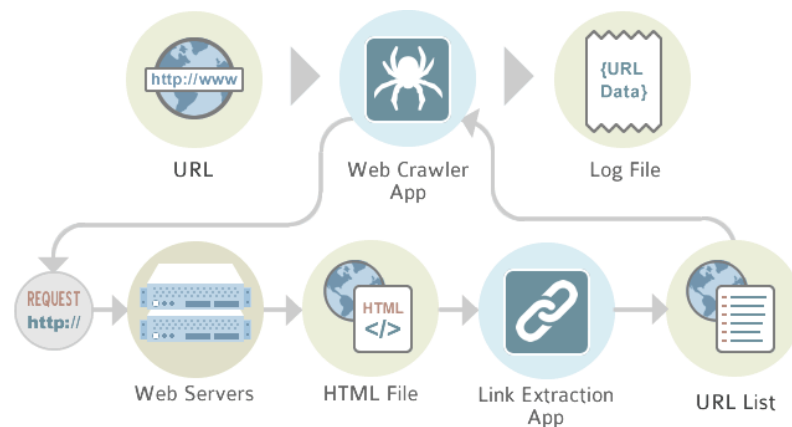 http://www
{URL
Data}
URL
Web Crawler
App
Log File
REQUEST
http://
HTML
</>
Web Servers
HTML File
Link Extraction
App
URL List